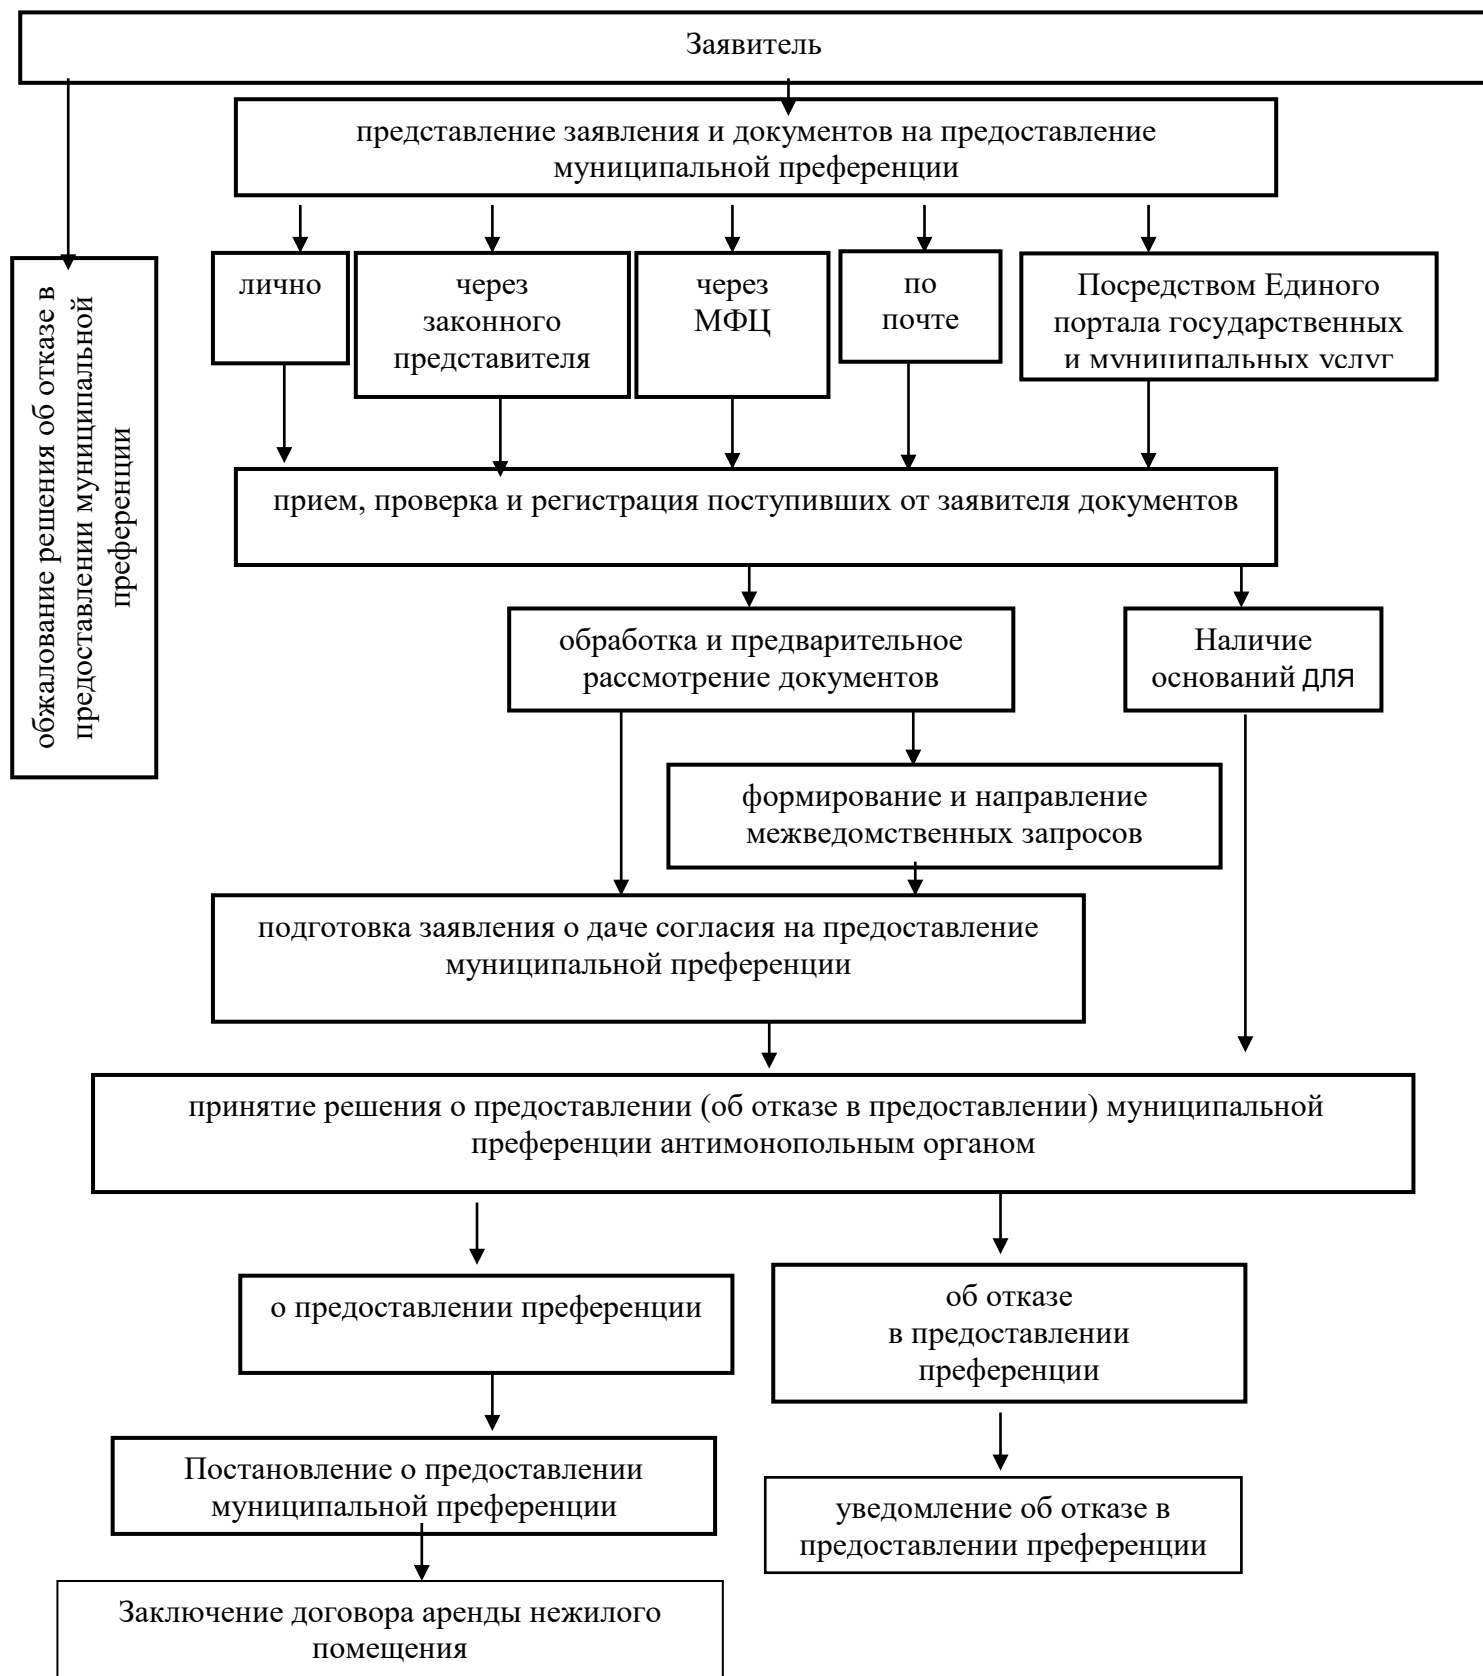 Заявитель
представление заявления и документов на предоставление
муниципальной преференции
лично
через
законного
представителя
через
МФЦ
по
почте
Посредством Единого
портала государственных
и муниципальных услуг
обжалование решения об отказе в
предоставлении муниципальной
преференции
прием, проверка и регистрация поступивших от заявителя документов
обработка и предварительное
рассмотрение документов
Наличие
оснований для
формирование и направление
межведомственных запросов
подготовка заявления о даче согласия на предоставление
муниципальной преференции
принятие решения о предоставлении (об отказе в предоставлении) муниципальной
преференции антимонопольным органом
о предоставлении преференции
об отказе
в предоставлении
преференции
Постановление о предоставлении
муниципальной преференции
уведомление об отказе в
предоставлении преференции
Заключение договора аренды нежилого
помещения